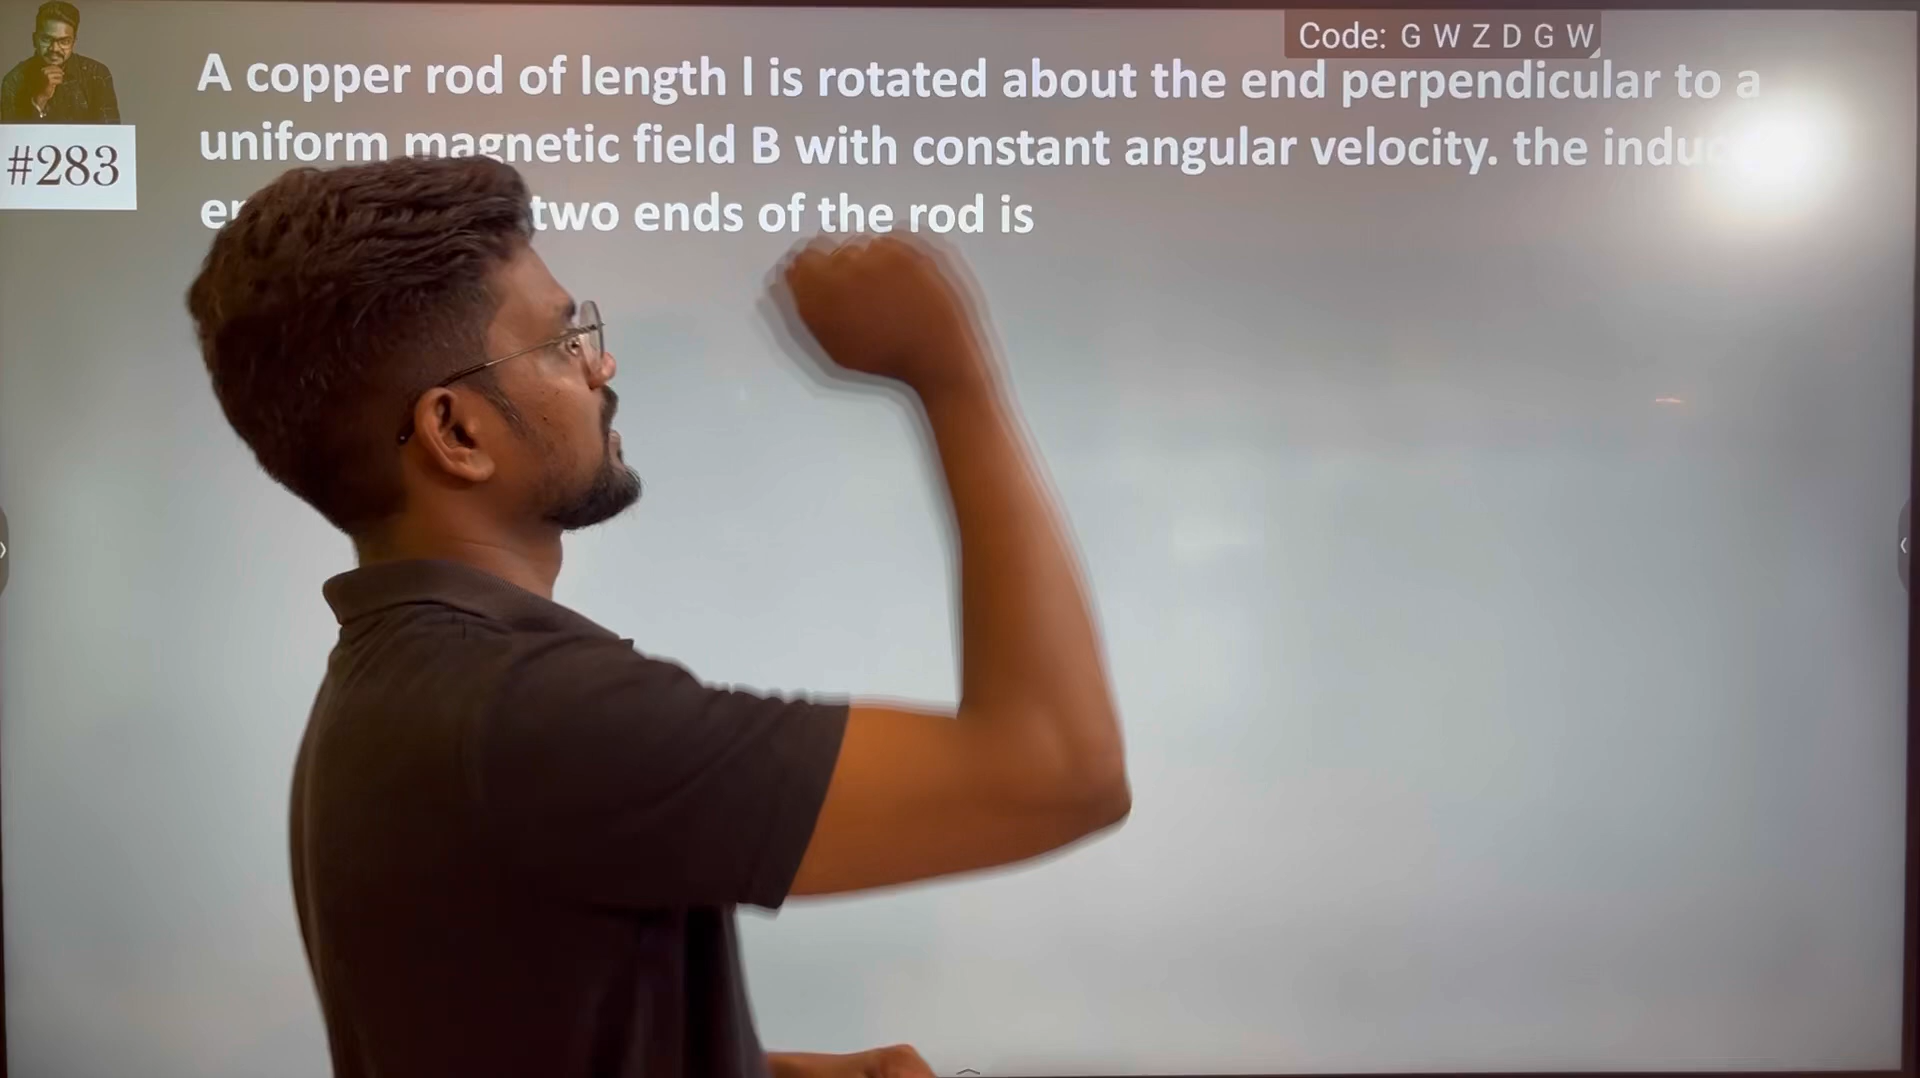 Code: G W Z D G W
A copper rod of length l is rotated about the end perpendicular to a
#283
uniform magnetic field B with constant angular velocity. the
two ends of the rod is